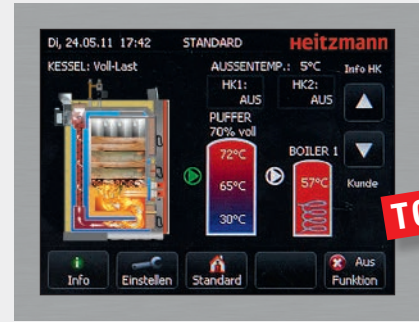 Di, 24.05.11 17:42 STANDARD Heitzmann
KESSEL: Voll-Last AUSSENTEMP.: 5°C Info HK
HK1: HK2:
AUS AUS
PUFFER
70% voll
72°C BOILER 1
65°C 57°C Kunde
30°C
TO
Info Einstellen Standard Aus
Funktion